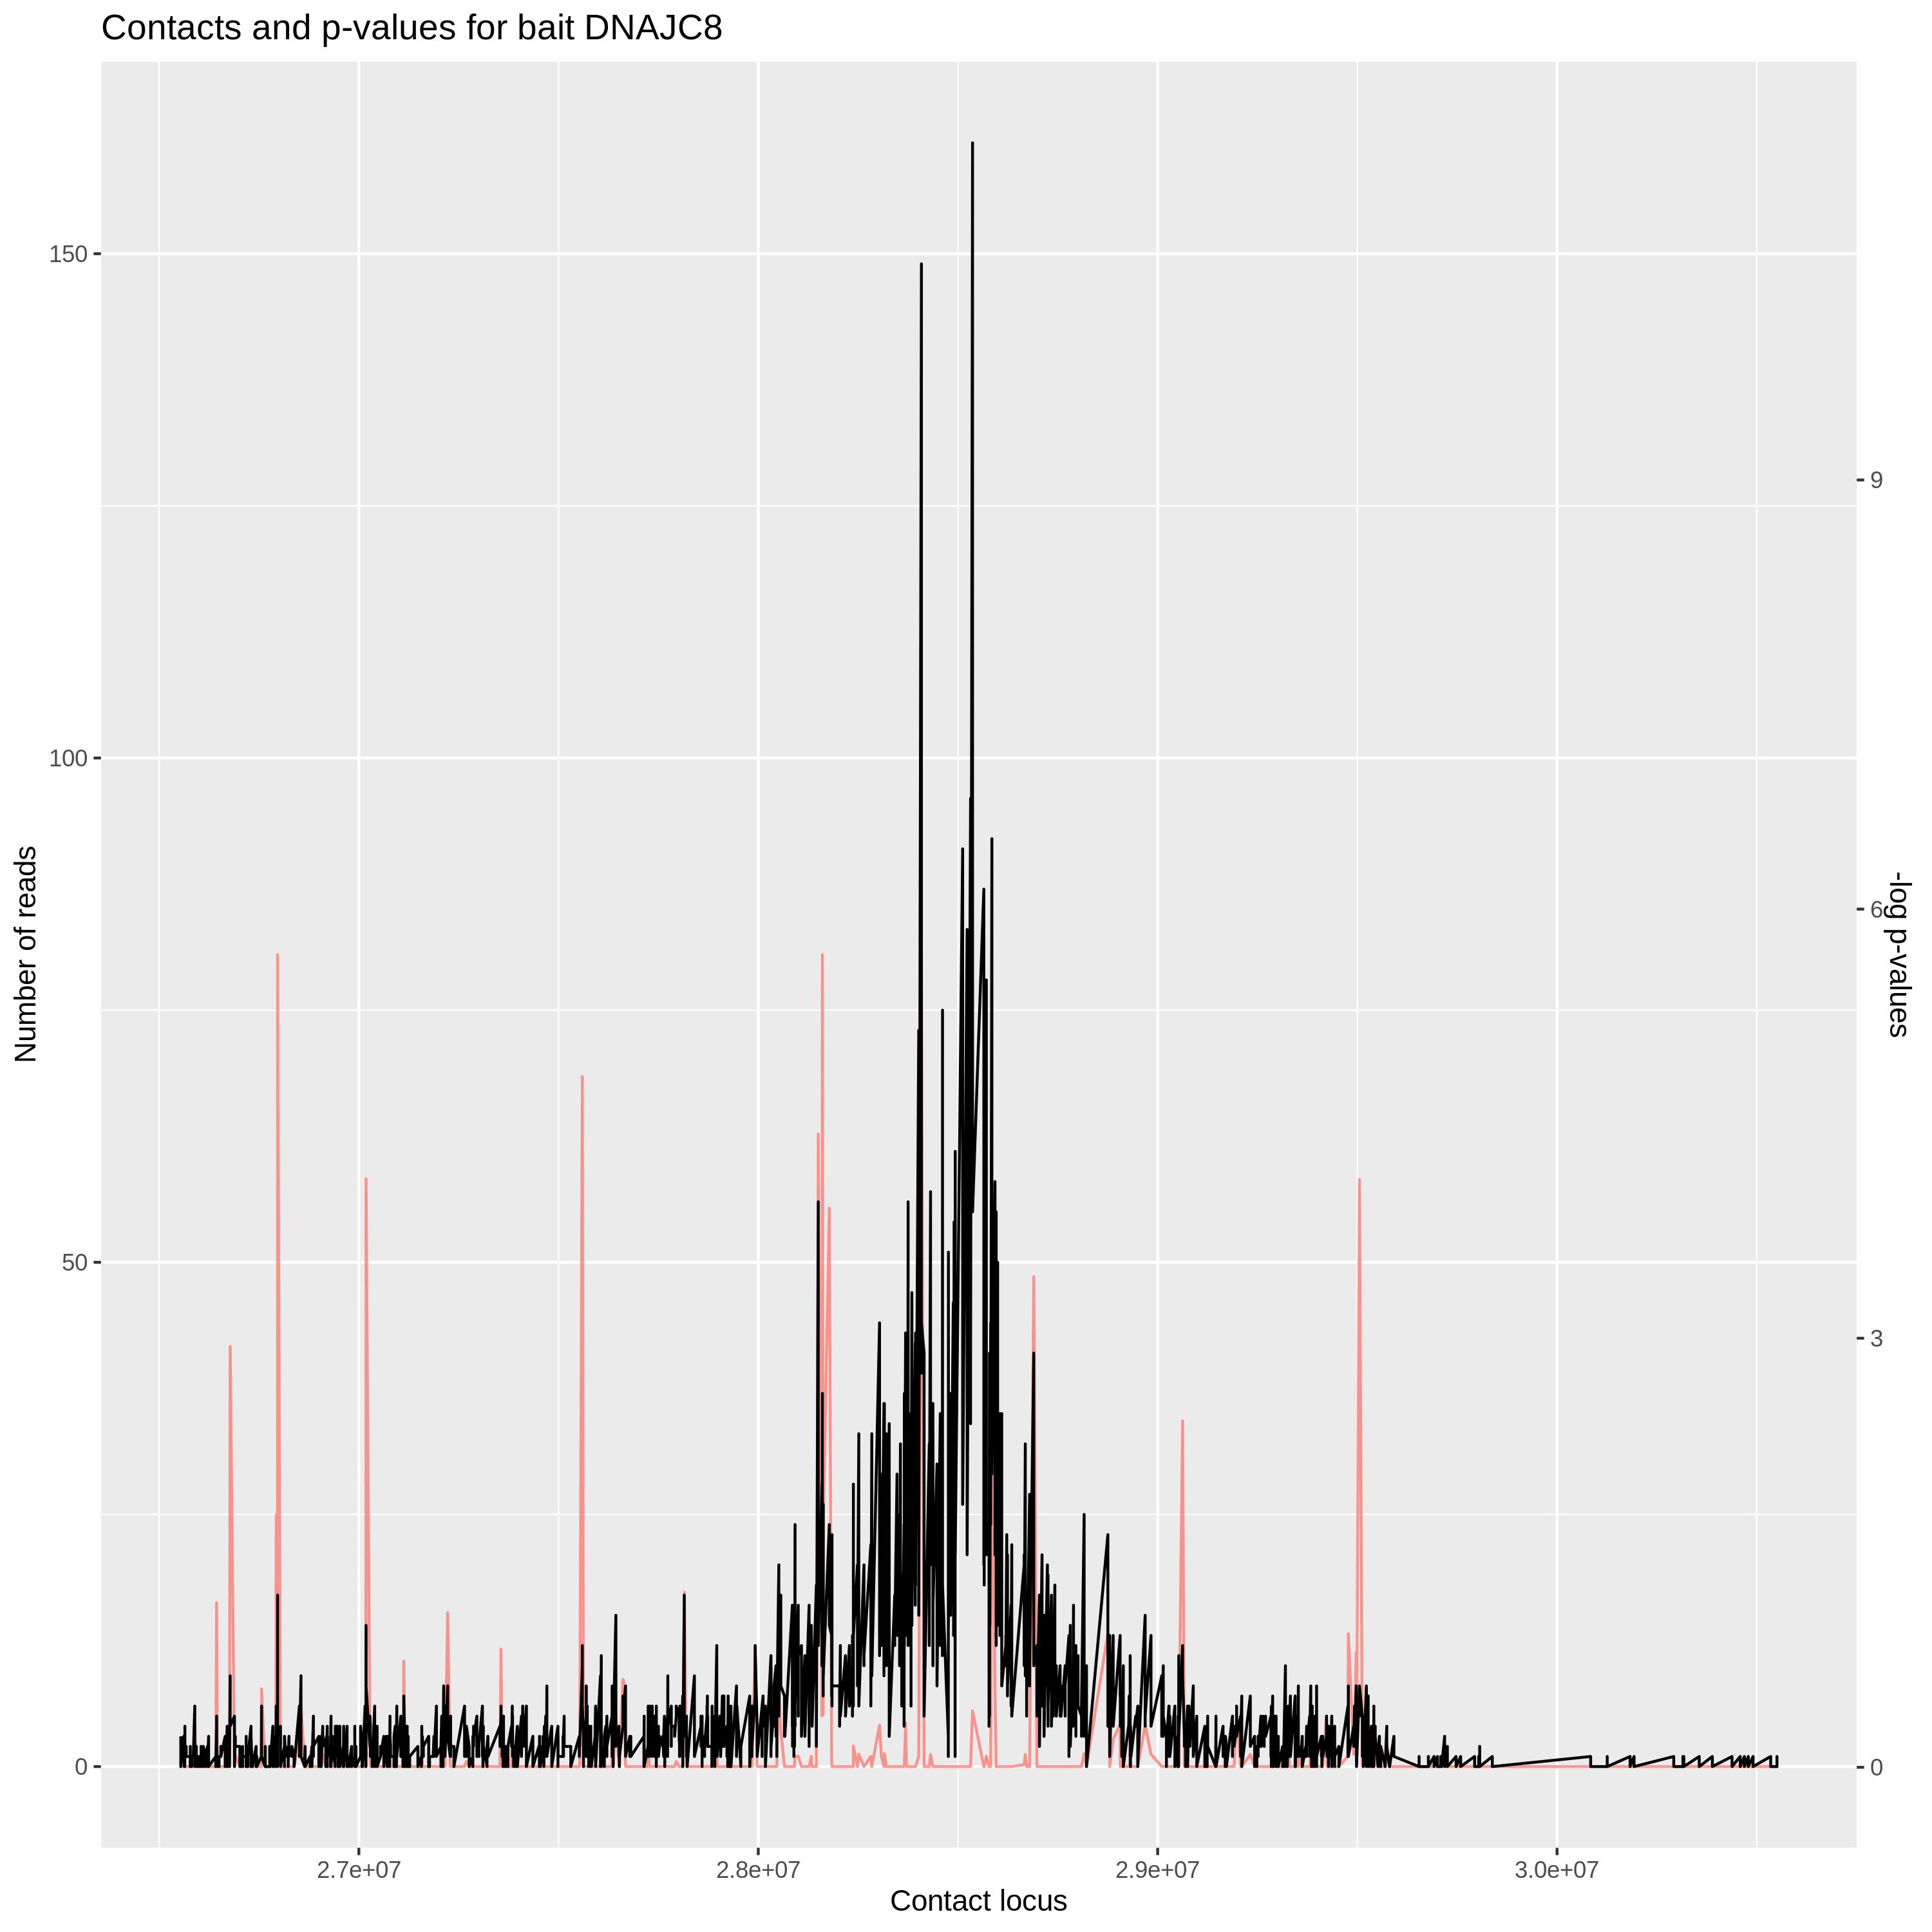 Contacts and p-values for bait DNAJC8
150
100
50
0
Number of reads
9
6
3
0
-log p-values
2.7e+07
2.8e+07
2.9e+07
3.0e+07
Contact locus